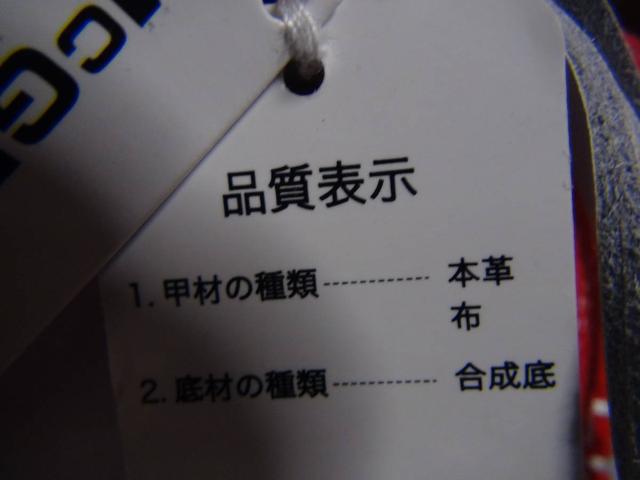 品質表示
1. 甲材の種類------------ 本革
布
2. 底材の種類------------ 合成底